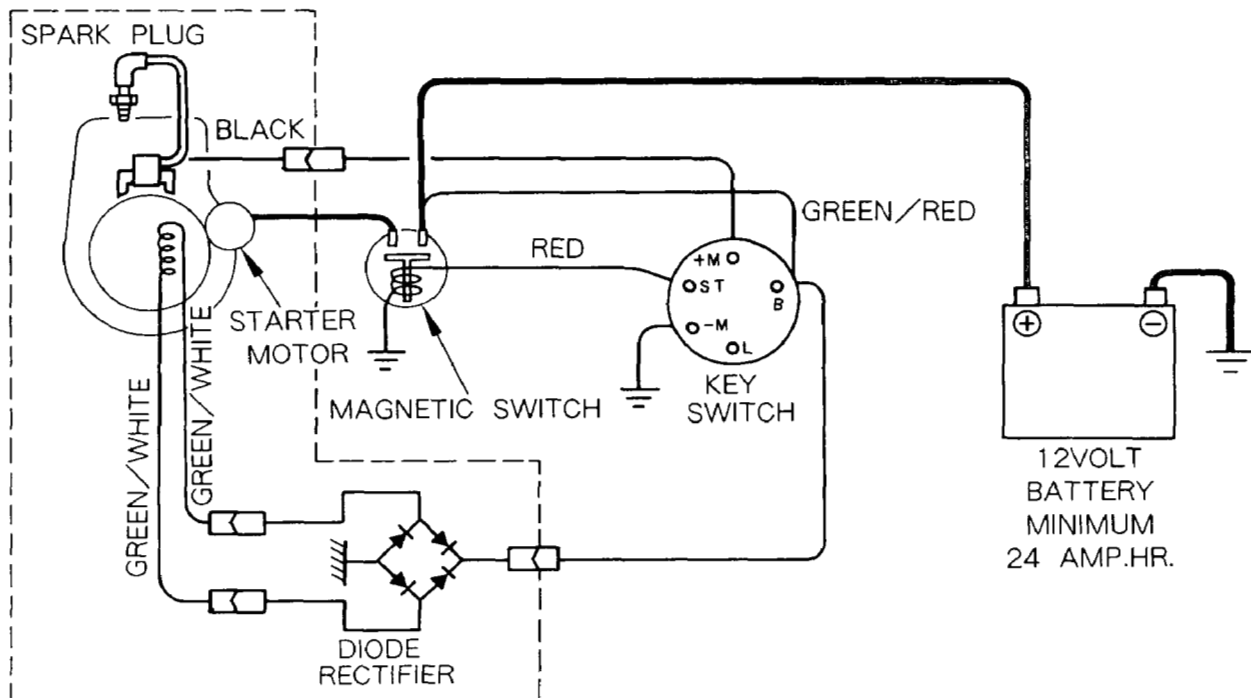 SPARK PLUG
BLACK
GREEN/RED
RED
+M
ST
B
-M
L
STARTER
MOTOR
KEY
SWITCH
MAGNETIC SWITCH
GREEN/WHITE
GREEN/WHITE
+
−
12VOLT
BATTERY
MINIMUM
24 AMP.HR.
DIODE
RECTIFIER